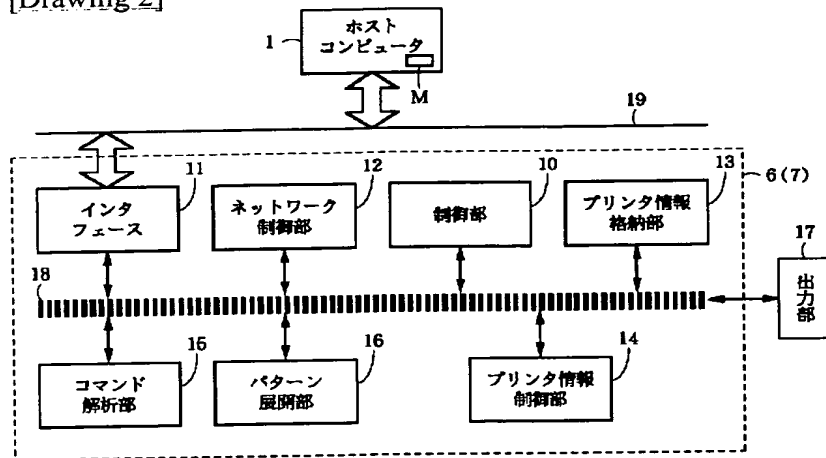 [Drawing 2]
ホスト
コンピュータ
1
M
19
11
12
10
13
6(7)
インタ
フェース
ネットワーク
制御部
制御部
プリンタ情報
格納部
17
出力部
18
15
16
14
コマンド
解析部
パターン
展開部
プリンタ情報
制御部